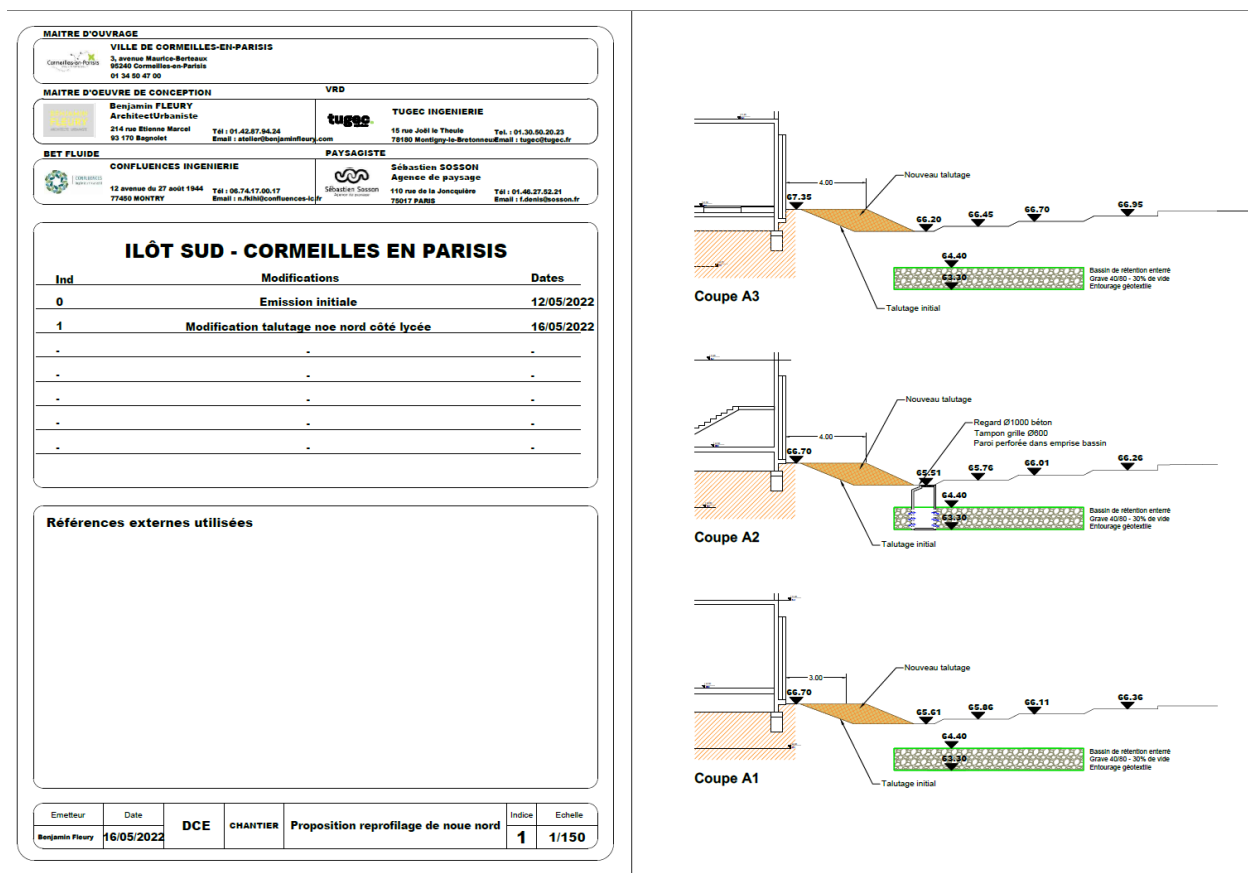 MAITRE D'OUVRAGE
Cormeilles-en-Parisis
VILLE DE CORMEILLES-EN-PARISIS
3, avenue Maurice-Berteaux
95240 Cormeilles-en-Parisis
01 34 50 47 00
MAITRE D'OEUVRE DE CONCEPTION
BENJAMIN
FLEURY
Benjamin FLEURY
ArchitectUrbaniste
214 rue Etienne Marcel
93 170 Bagnolet
Tél : 01.42.87.94.24
Email : atelier@benjaminfleury.com
VRD
tugec
TUGEC INGENIERIE
15 rue Joël le Theule
78180 Montigny-le-Bretonneux
Tel. : 01.30.50.20.23
Email : tugec@tugec.fr
BET FLUIDE
CONFLUENCES
CONFLUENCES INGENIERIE
12 avenue du 27 août 1944
77450 MONTRY
Tél : 06.74.17.00.17
Email : n.fkihi@confluences-ic.fr
PAYSAGISTE
Sébastien Sosson
Agence de paysage
Sébastien SOSSON
Agence de paysage
110 rue de la Joncquière
75017 PARIS
Tél : 01.46.27.52.21
Email : f.denis@sosson.fr
ILÔT SUD - CORMEILLES EN PARISIS
Ind Modifications Dates
0 Emission initiale 12/05/2022
1 Modification talutage noe nord côté lycée 16/05/2022
- - -
- - -
- - -
- - -
- - -
Références externes utilisées
Emetteur Date DCE CHANTIER Proposition reprofilage de noue nord Indice Echelle
Benjamin Fleury 16/05/2022 1 1/150
4.00
Nouveau talutage
67.35
66.20
66.45
66.70
66.95
64.40
63.30
Bassin de rétention enterré
Grave 40/80 - 30% de vide
Entourage géotextile
Coupe A3
Talutage initial
Nouveau talutage
4.00
Regard Ø1000 béton
Tampon grille Ø600
Paroi perforée dans emprise bassin
66.70
65.51
65.76
66.01
66.26
64.40
63.30
Bassin de rétention enterré
Grave 40/80 - 30% de vide
Entourage géotextile
Coupe A2
Talutage initial
Nouveau talutage
3.00
66.70
65.61
65.86
66.11
66.36
64.40
63.30
Bassin de rétention enterré
Grave 40/80 - 30% de vide
Entourage géotextile
Coupe A1
Talutage initial